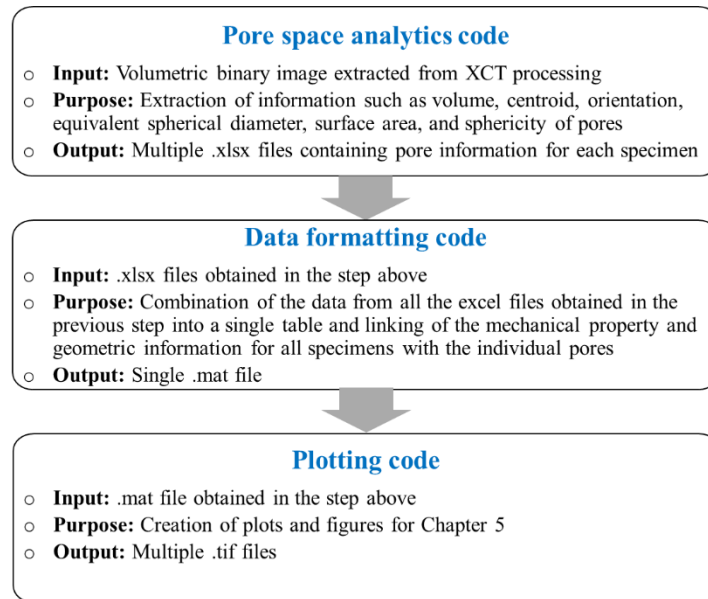 Pore space analytics code
○ Input: Volumetric binary image extracted from XCT processing
○ Purpose: Extraction of information such as volume, centroid, orientation,
equivalent spherical diameter, surface area, and sphericity of pores
○ Output: Multiple .xlsx files containing pore information for each specimen
Data formatting code
○ Input: .xlsx files obtained in the step above
○ Purpose: Combination of the data from all the excel files obtained in the
previous step into a single table and linking of the mechanical property and
geometric information for all specimens with the individual pores
○ Output: Single .mat file
Plotting code
○ Input: .mat file obtained in the step above
○ Purpose: Creation of plots and figures for Chapter 5
○ Output: Multiple .tif files